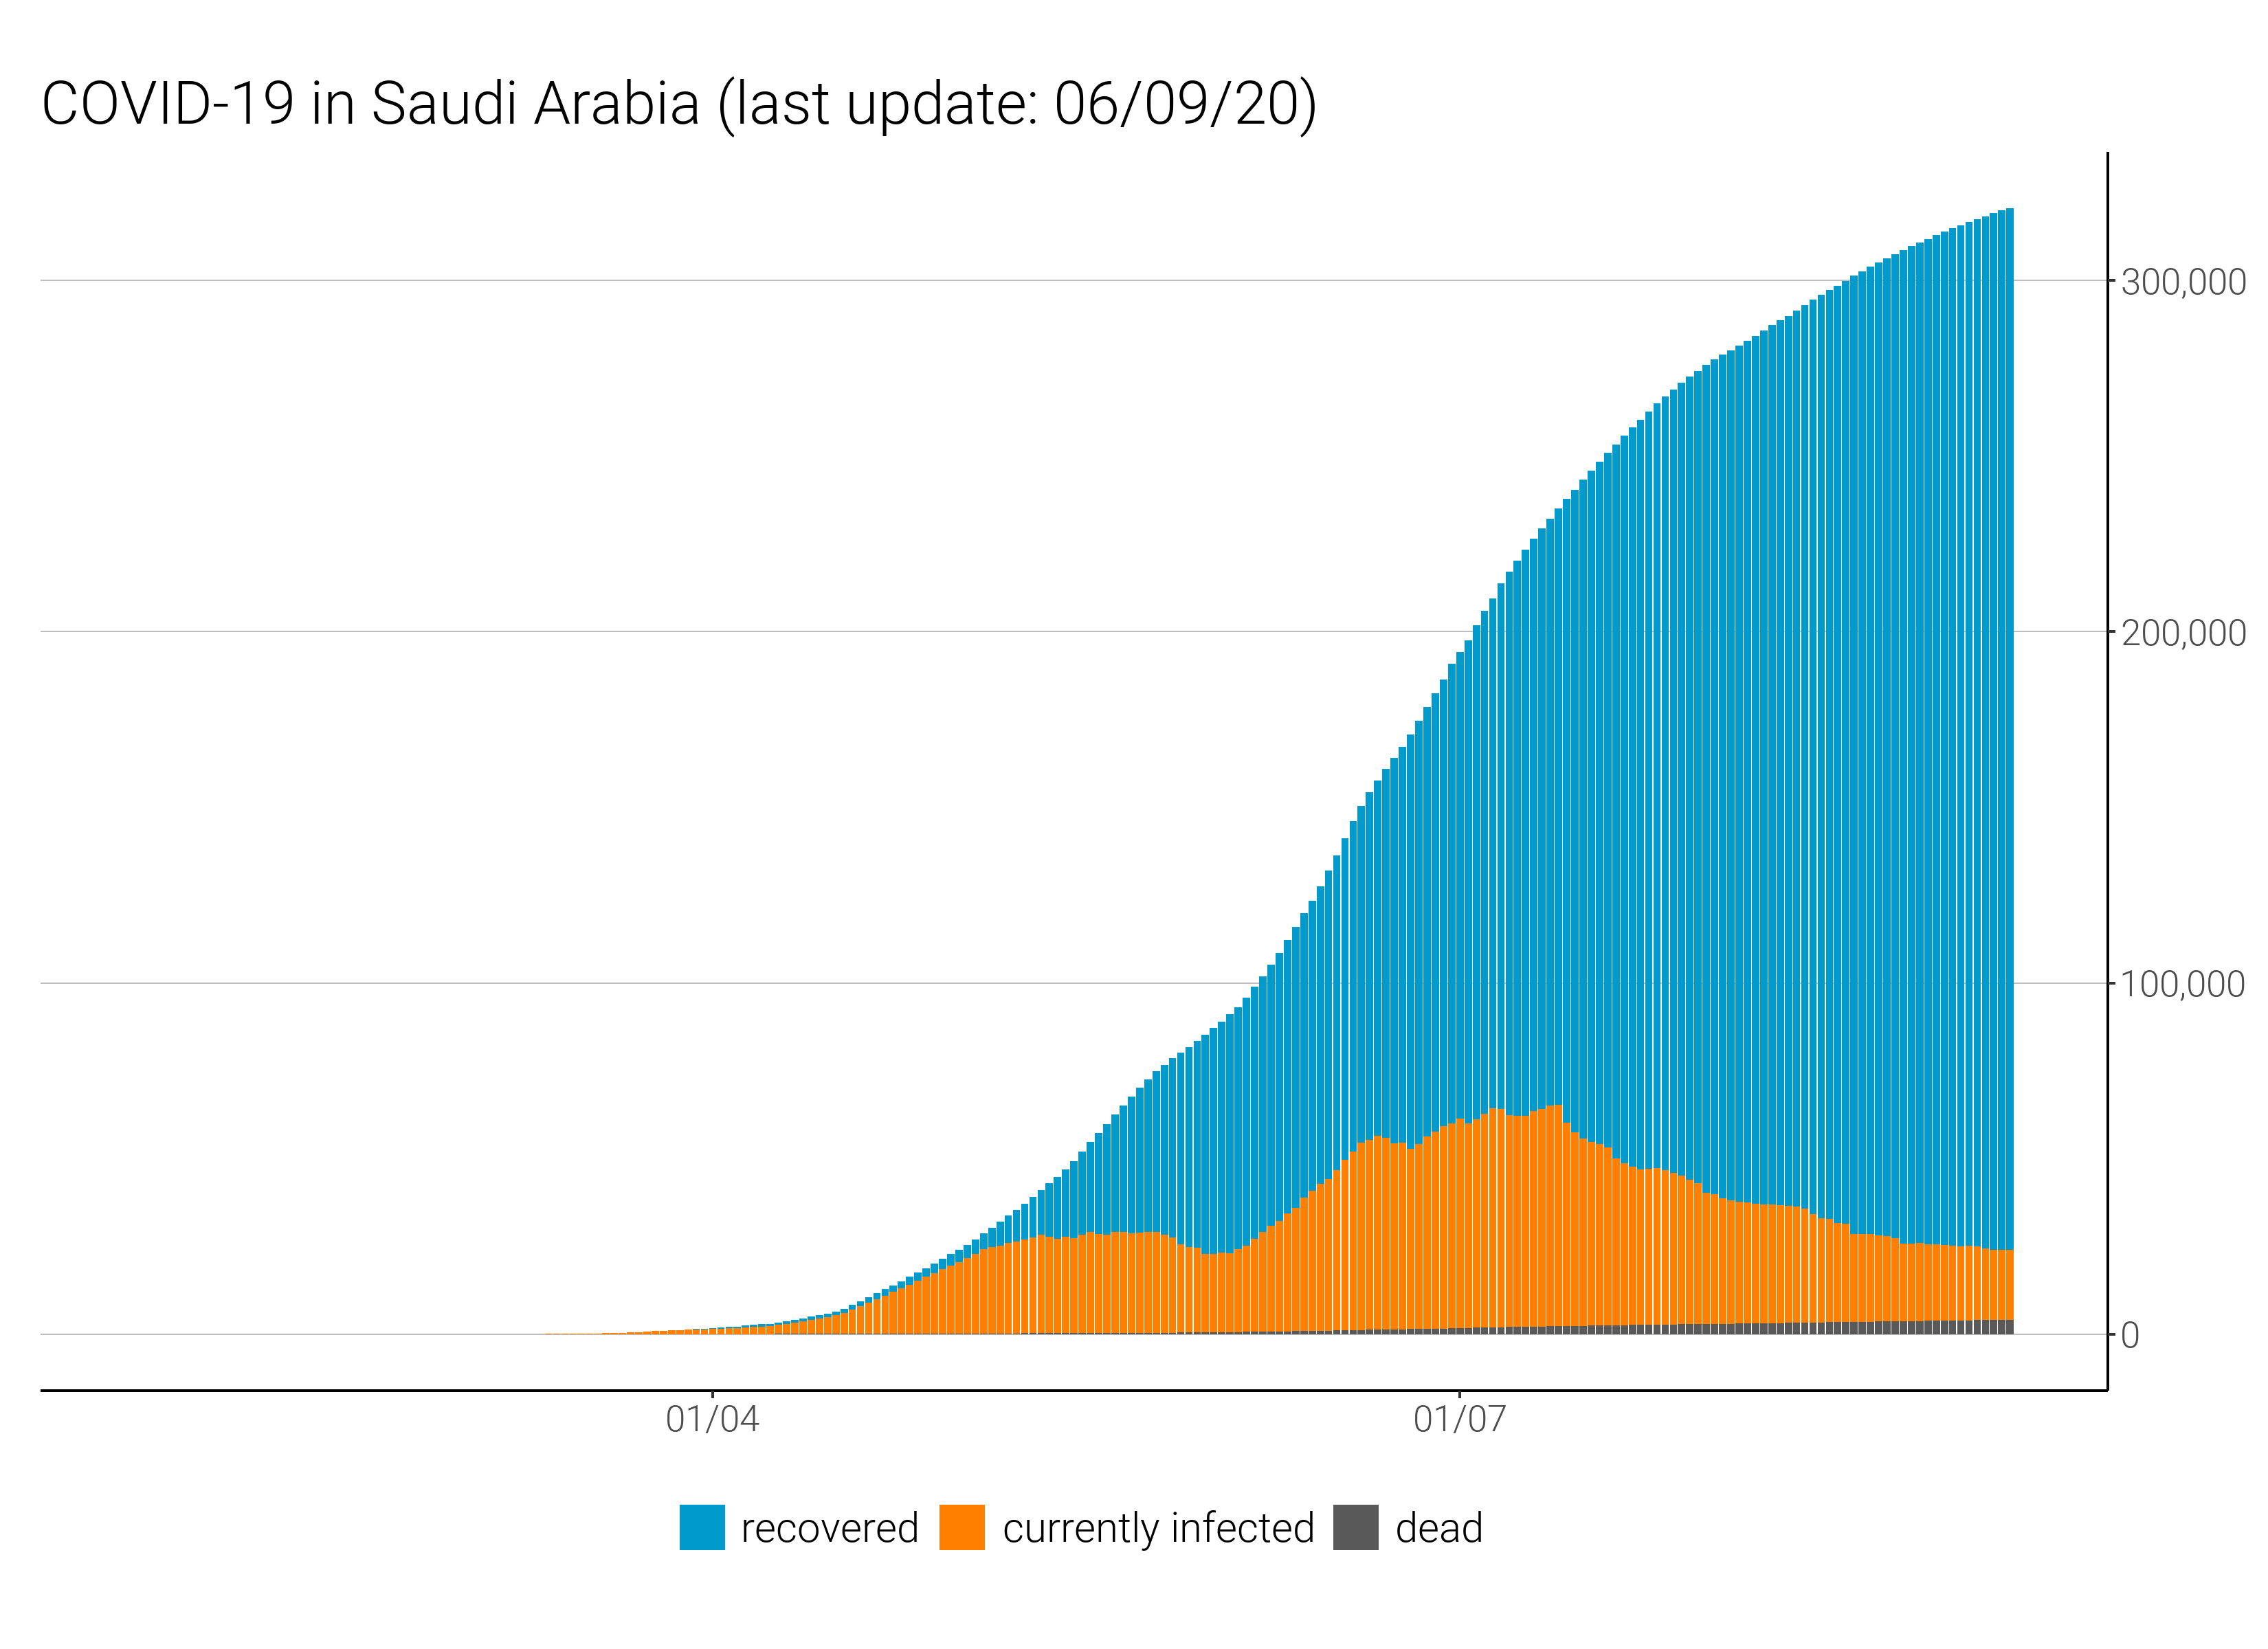 COVID-19 in Saudi Arabia (last update: 06/09/20)
300,000
200,000
100,000
0
01/04 01/07
recovered currently infected dead